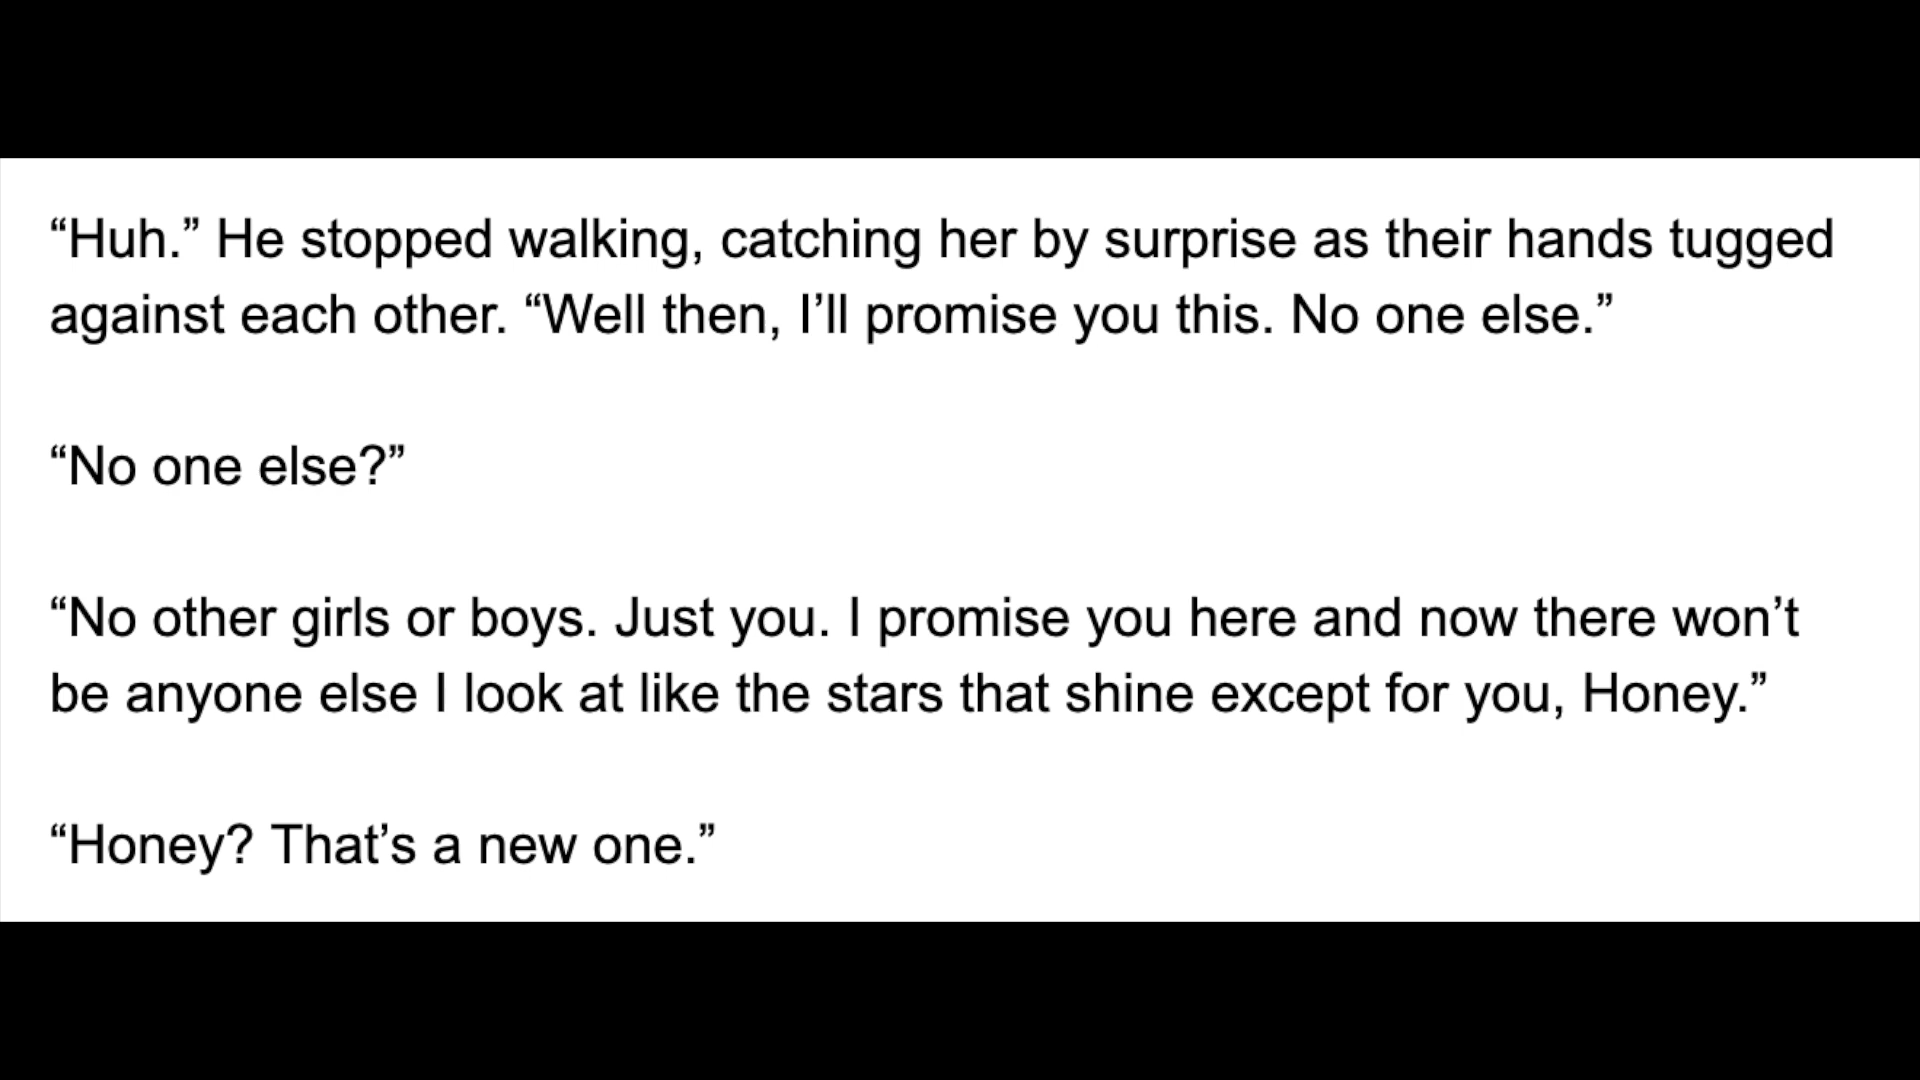 “Huh.” He stopped walking, catching her by surprise as their hands tugged
against each other. “Well then, I’ll promise you this. No one else.”
“No one else?”
“No other girls or boys. Just you. I promise you here and now there won’t
be anyone else I look at like the stars that shine except for you, Honey.”
“Honey? That’s a new one.”